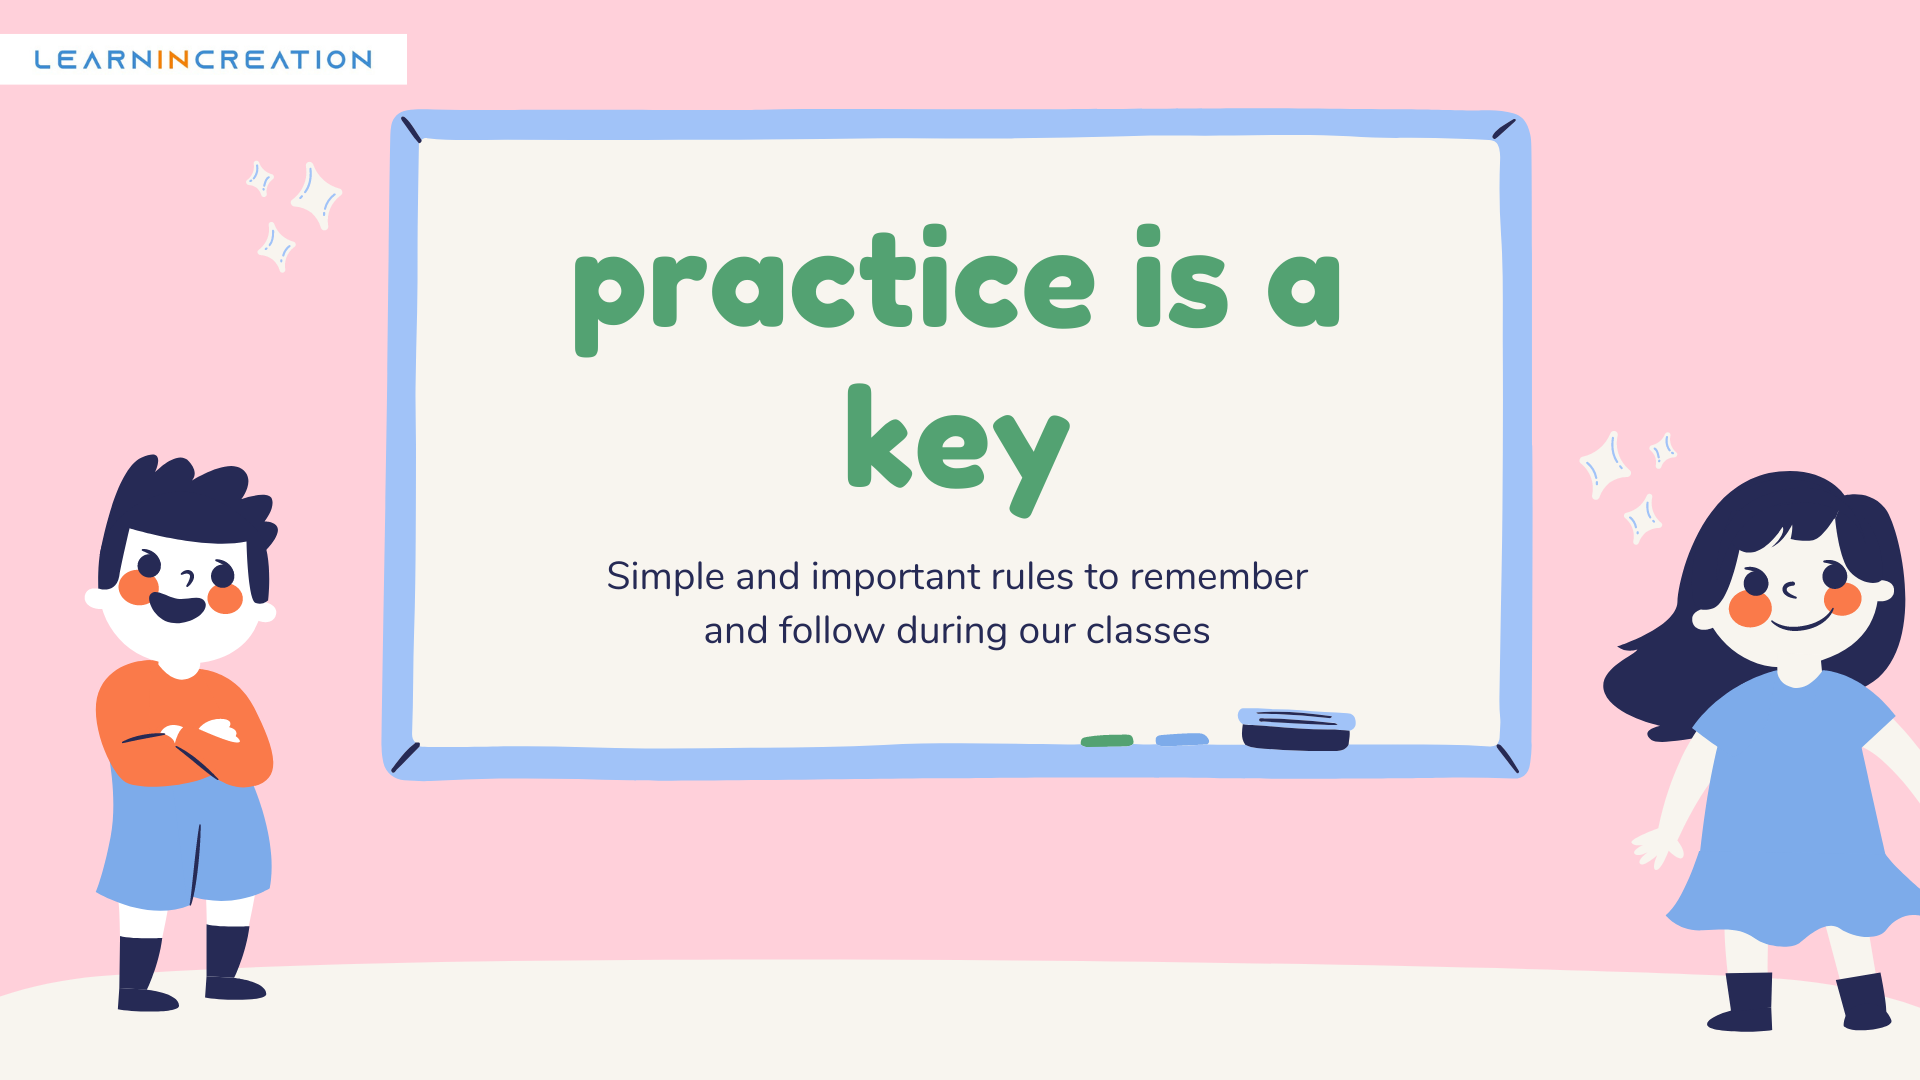 LEARNINCREATION
practice is a
key
Simple and important rules to remember
and follow during our classes